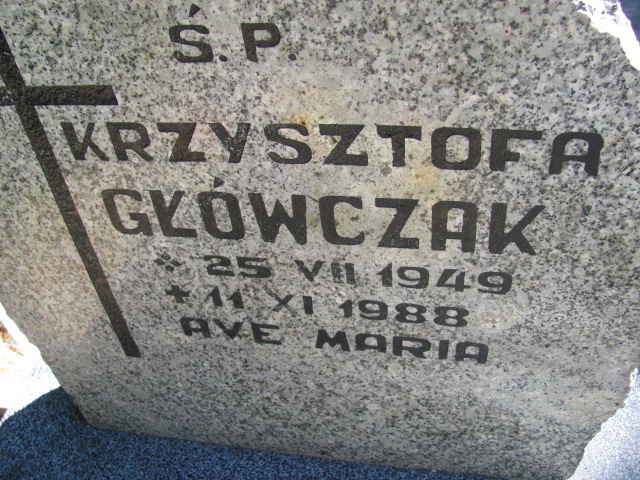 Ś.P.
KRZYSZTOFA
GŁÓWCZAK
* 25 VII 1949
+ 11 XI 1988
AVE MARIA